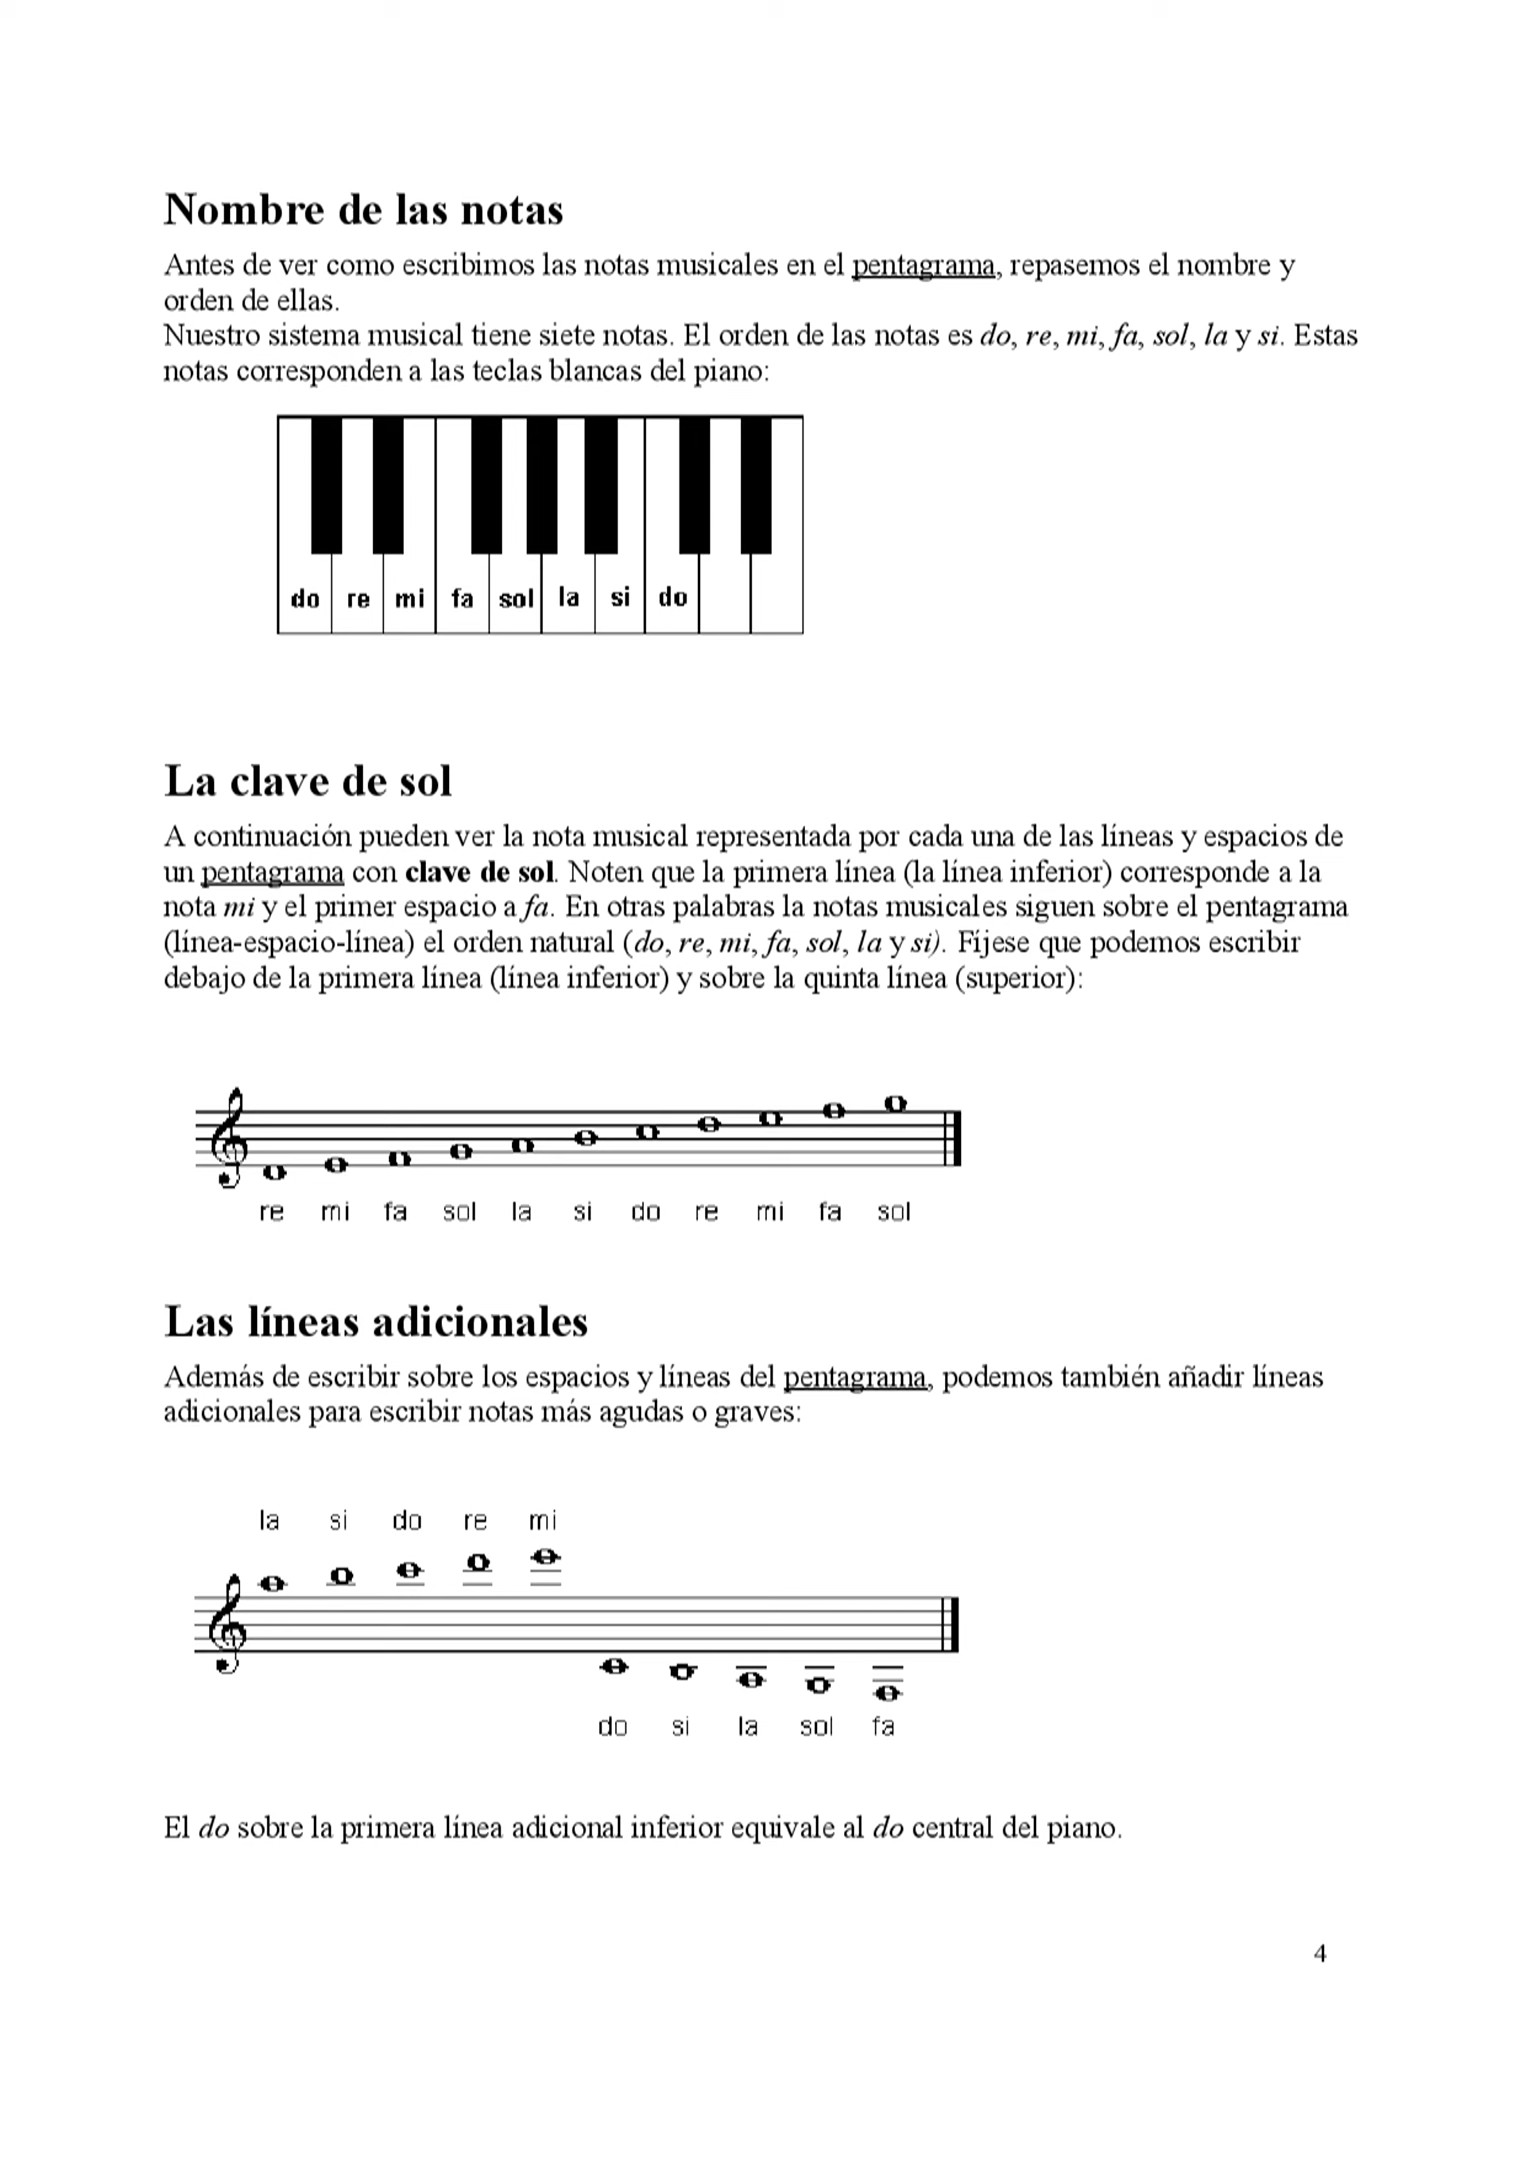 Nombre de las notas
Antes de ver como escribimos las notas musicales en el pentagrama, repasemos el nombre y
orden de ellas.
Nuestro sistema musical tiene siete notas. El orden de las notas es do, re, mi, fa, sol, la y si. Estas
notas corresponden a las teclas blancas del piano:
do re mi fa sol la si do
La clave de sol
A continuación pueden ver la nota musical representada por cada una de las líneas y espacios de
un pentagrama con clave de sol. Noten que la primera línea (la línea inferior) corresponde a la
nota mi y el primer espacio a fa. En otras palabras la notas musicales siguen sobre el pentagrama
(línea-espacio-línea) el orden natural (do, re, mi, fa, sol, la y si). Fíjese que podemos escribir
debajo de la primera línea (línea inferior) y sobre la quinta línea (superior):
re mi fa sol la si do re mi fa sol
Las líneas adicionales
Además de escribir sobre los espacios y líneas del pentagrama, podemos también añadir líneas
adicionales para escribir notas más agudas o graves:
la si do re mi
do si la sol fa
El do sobre la primera línea adicional inferior equivale al do central del piano.
4